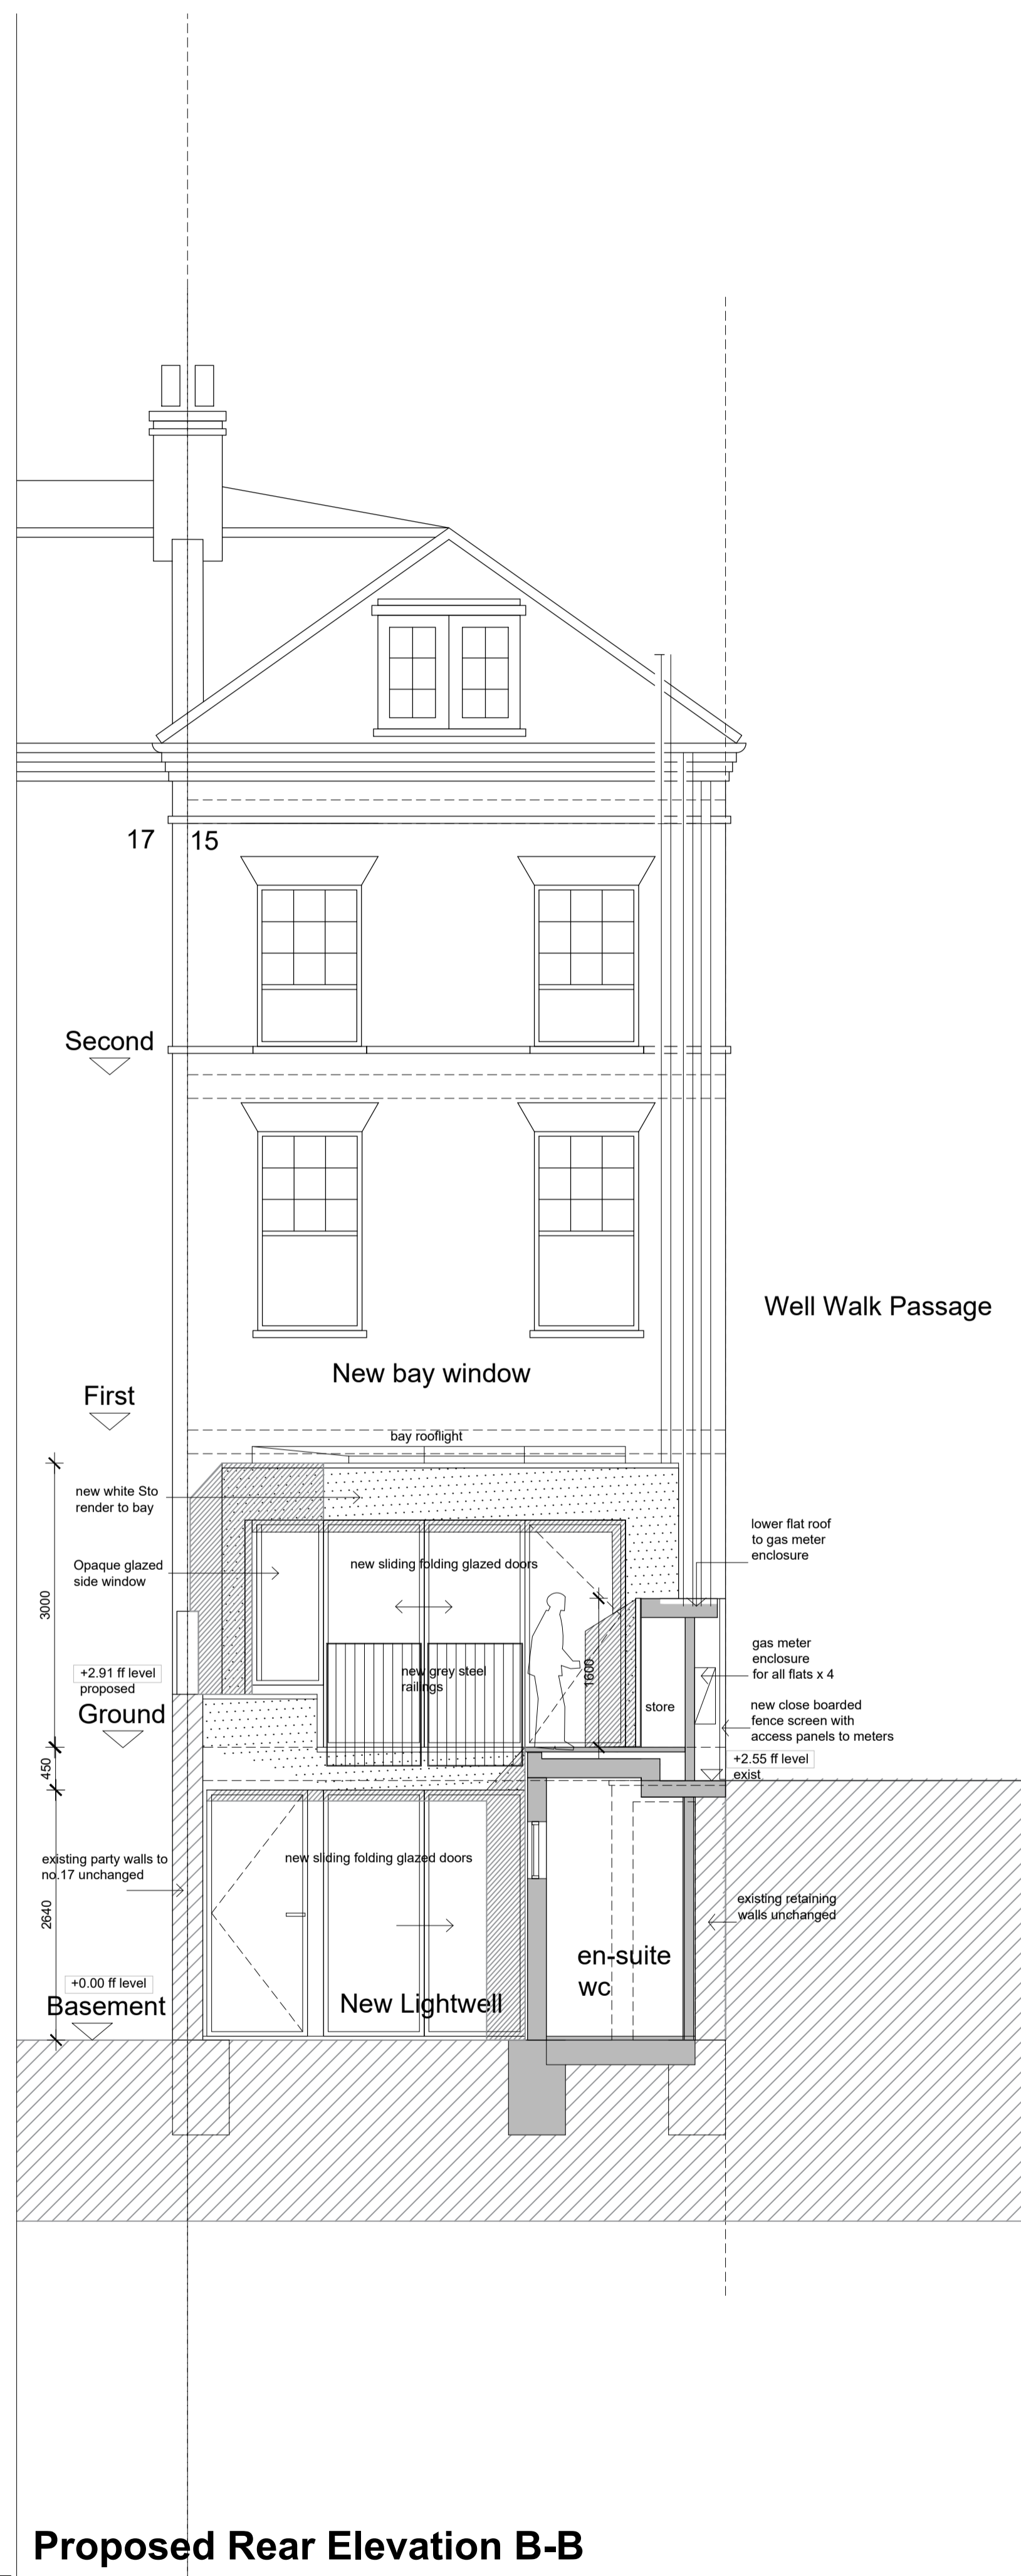 17
15
Second
Well Walk Passage
New bay window
First
bay rooflight
new white Sto
render to bay
lower flat roof
to gas meter
enclosure
Opaque glazed
side window
new sliding folding glazed doors
3000
1600
new grey steel
railings
gas meter
enclosure
for all flats x 4
+2.91 ff level
proposed
Ground
store
new close boarded
fence screen with
access panels to meters
450
+2.55 ff level
exist
existing party walls to
no.17 unchanged
new sliding folding glazed doors
2640
existing retaining
walls unchanged
en-suite
wc
+0.00 ff level
Basement
New Lightwell
Proposed Rear Elevation B-B